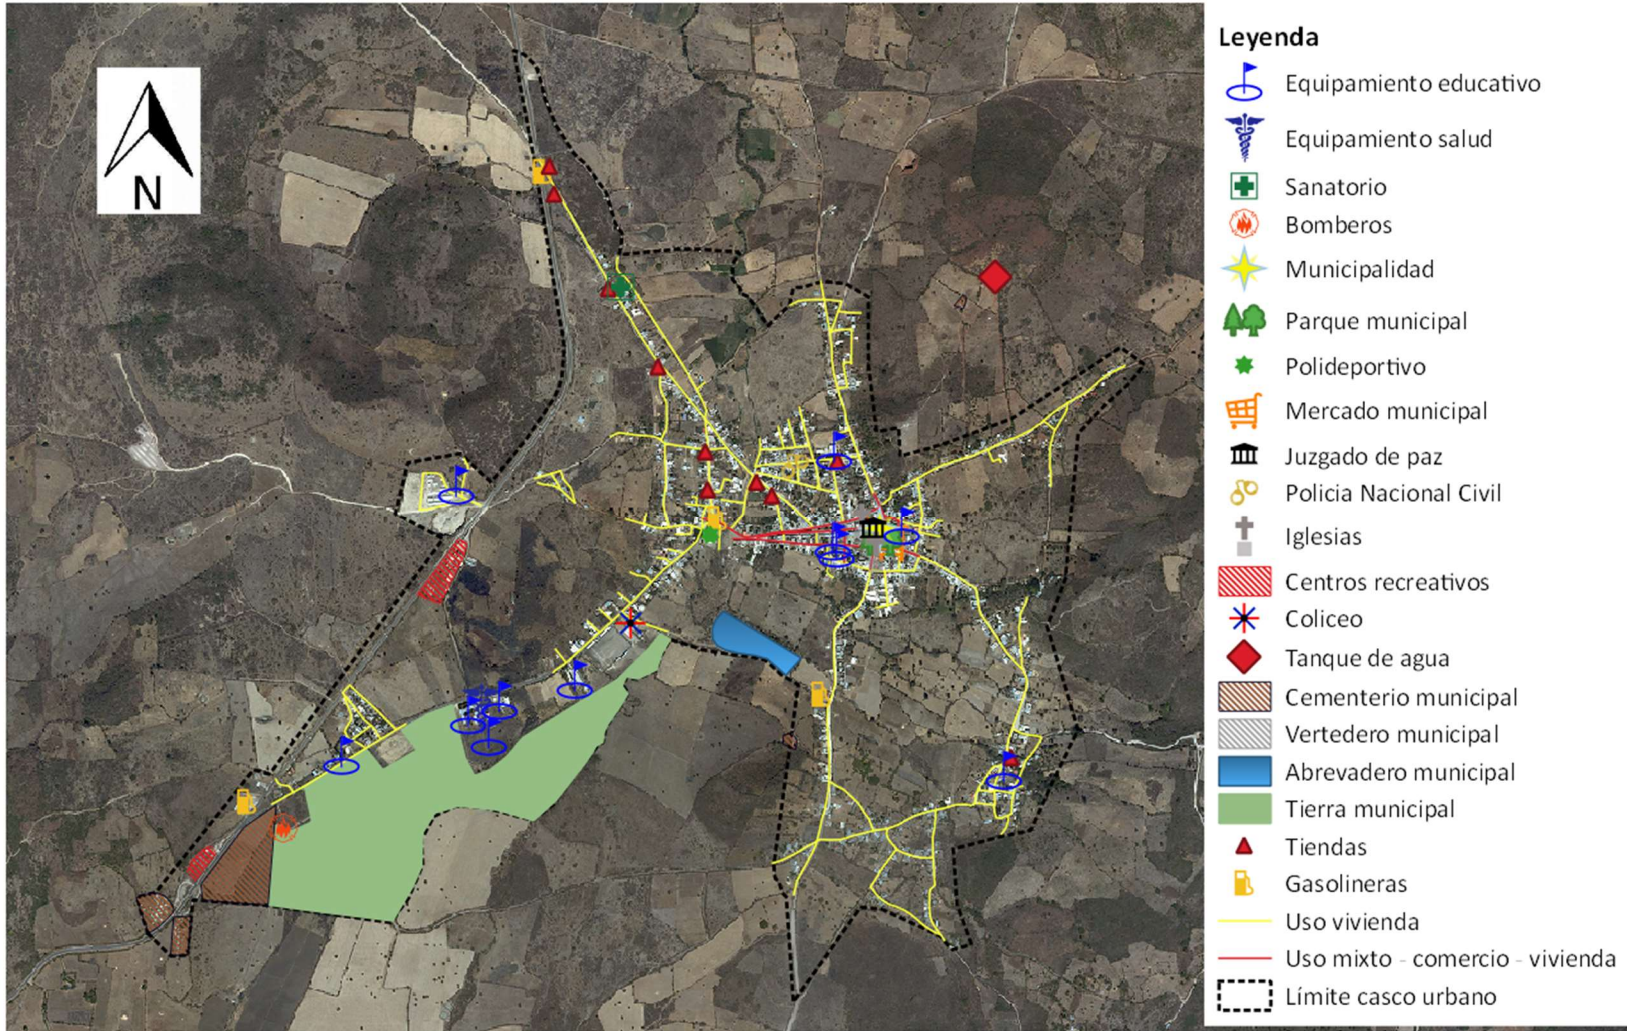 N
Leyenda
Equipamiento educativo
Equipamiento salud
Sanatorio
Bomberos
Municipalidad
Parque municipal
Polideportivo
Mercado municipal
Juzgado de paz
Policia Nacional Civil
Iglesias
Centros recreativos
Coliceo
Tanque de agua
Cementerio municipal
Vertedero municipal
Abrevadero municipal
Tierra municipal
Tiendas
Gasolineras
Uso vivienda
Uso mixto - comercio - vivienda
Límite casco urbano